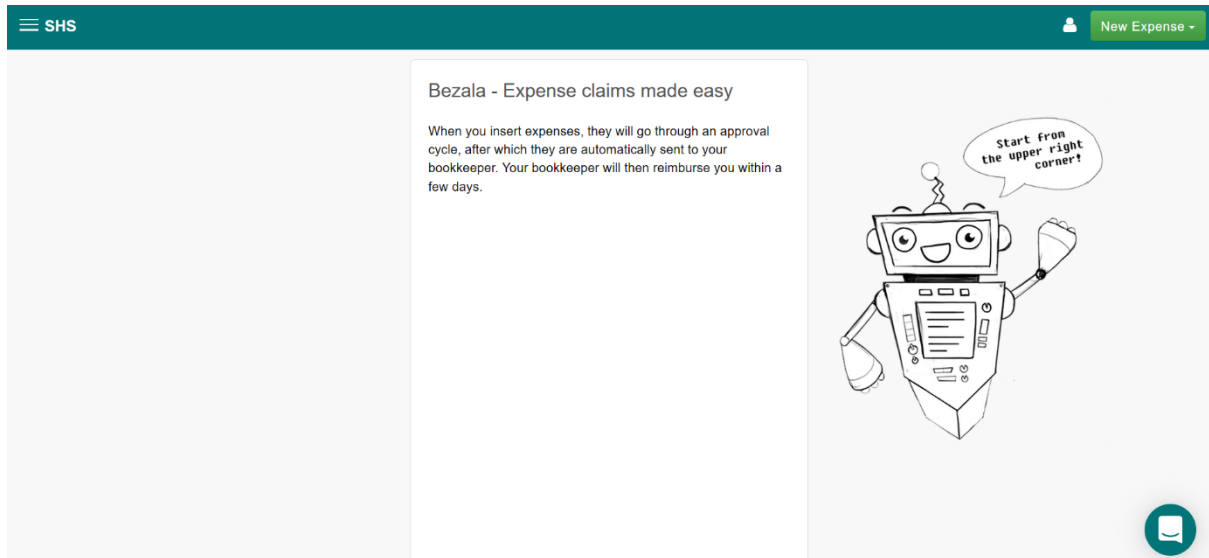 SHS
New Expense
Bezala - Expense claims made easy
When you insert expenses, they will go through an approval
cycle, after which they are automatically sent to your
bookkeeper. Your bookkeeper will then reimburse you within a
few days.
Start from
the upper right
corner!